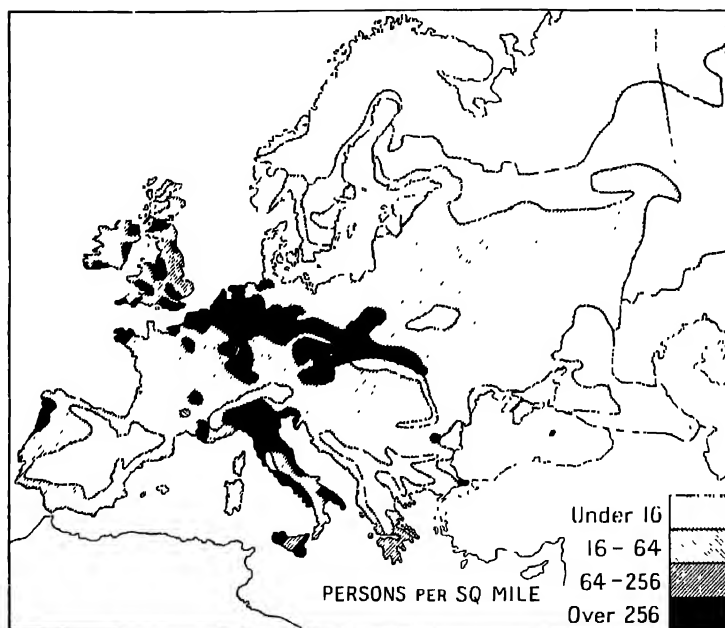 Under 16
16 - 64
64 - 256
PERSONS PER SQ MILE
Over 256